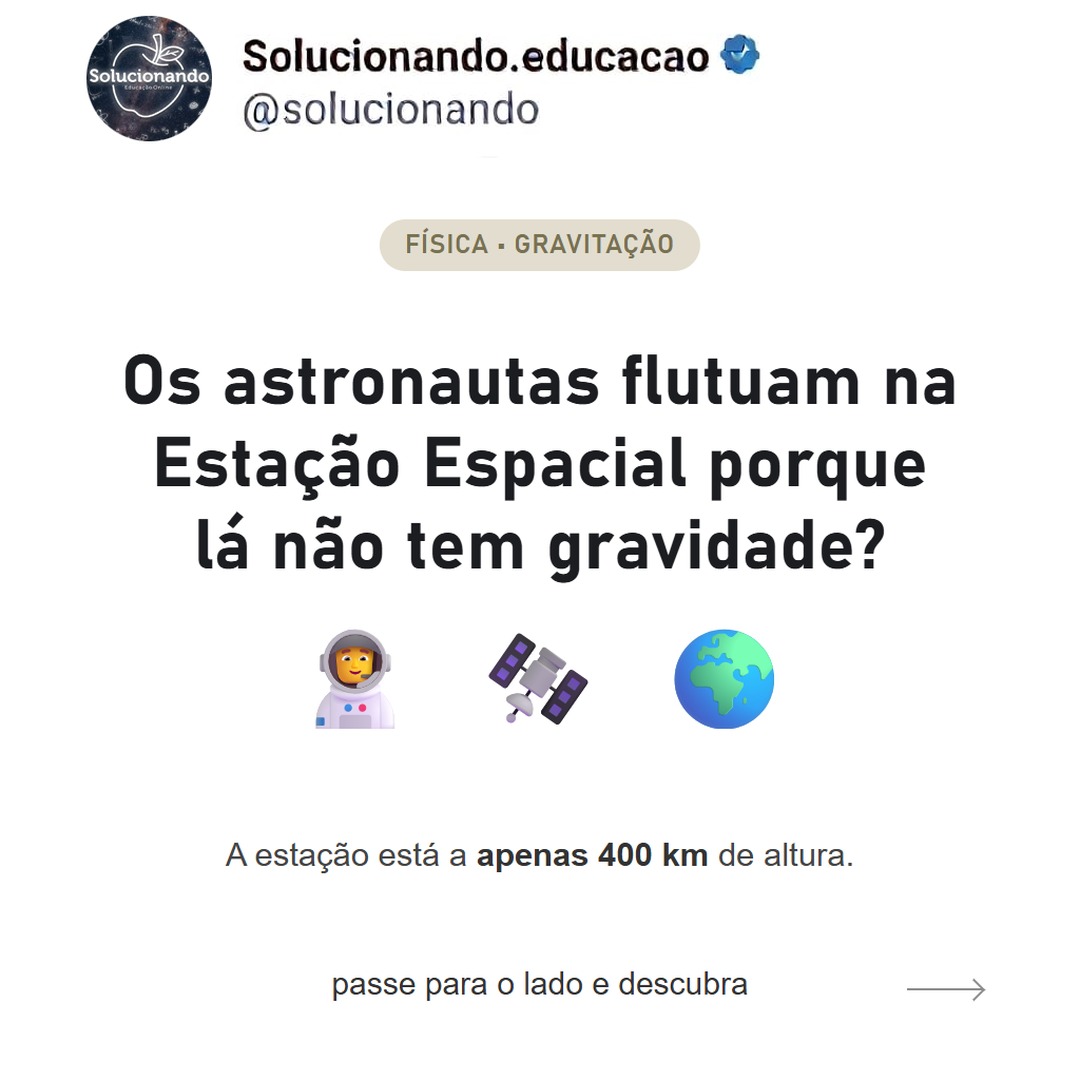 Solucionando
Educação Online
Solucionando.educacao
@solucionando
FÍSICA • GRAVITAÇÃO
Os astronautas flutuam na
Estação Espacial porque
lá não tem gravidade?
A estação está a apenas 400 km de altura.
passe para o lado e descubra